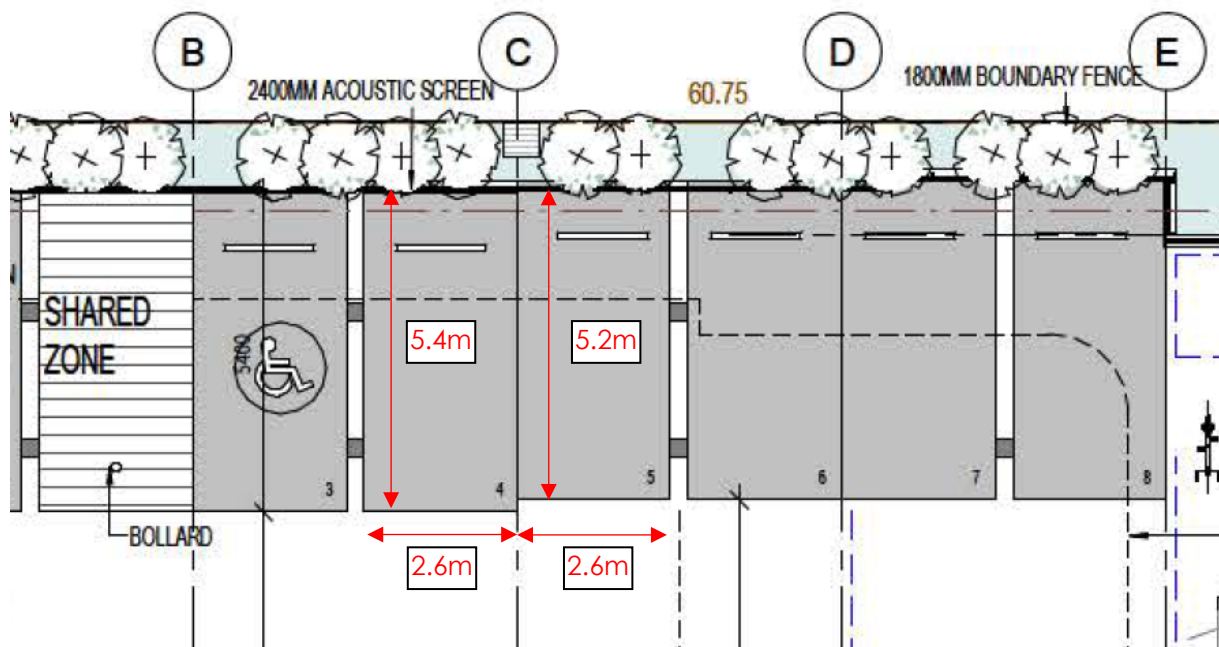 B
C
D
E
2400MM ACOUSTIC SCREEN
60.75
1800MM BOUNDARY FENCE
SHARED
ZONE
5400
5.4m
5.2m
3
4
5
6
7
8
BOLLARD
2.6m
2.6m